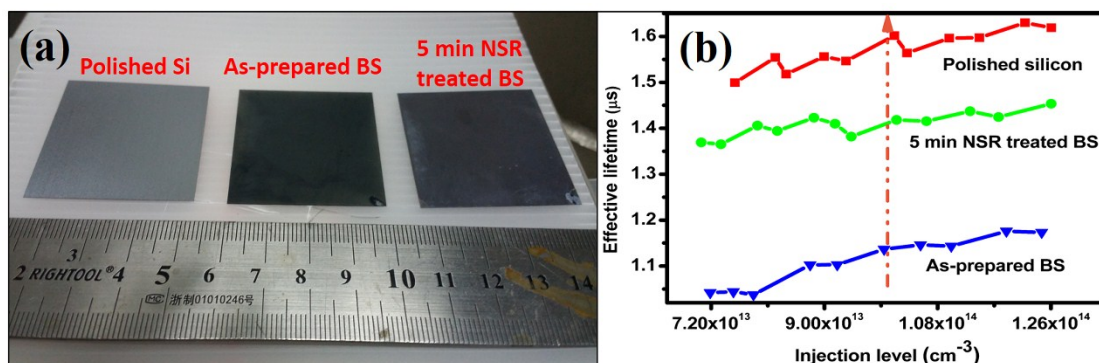 (a)
Polished Si
As-prepared BS
5 min NSR
treated BS
2 3 4 5 6 7 8 9 10 11 12 13 14
RIGHTOOL®
浙制01010246号
(b)
Effective lifetime (μs)
1.6
1.5
1.4
1.3
1.2
1.1
Polished silicon
5 min NSR treated BS
As-prepared BS
7.20x10¹³ 9.00x10¹³ 1.08x10¹⁴ 1.26x10¹⁴
Injection level (cm⁻³)